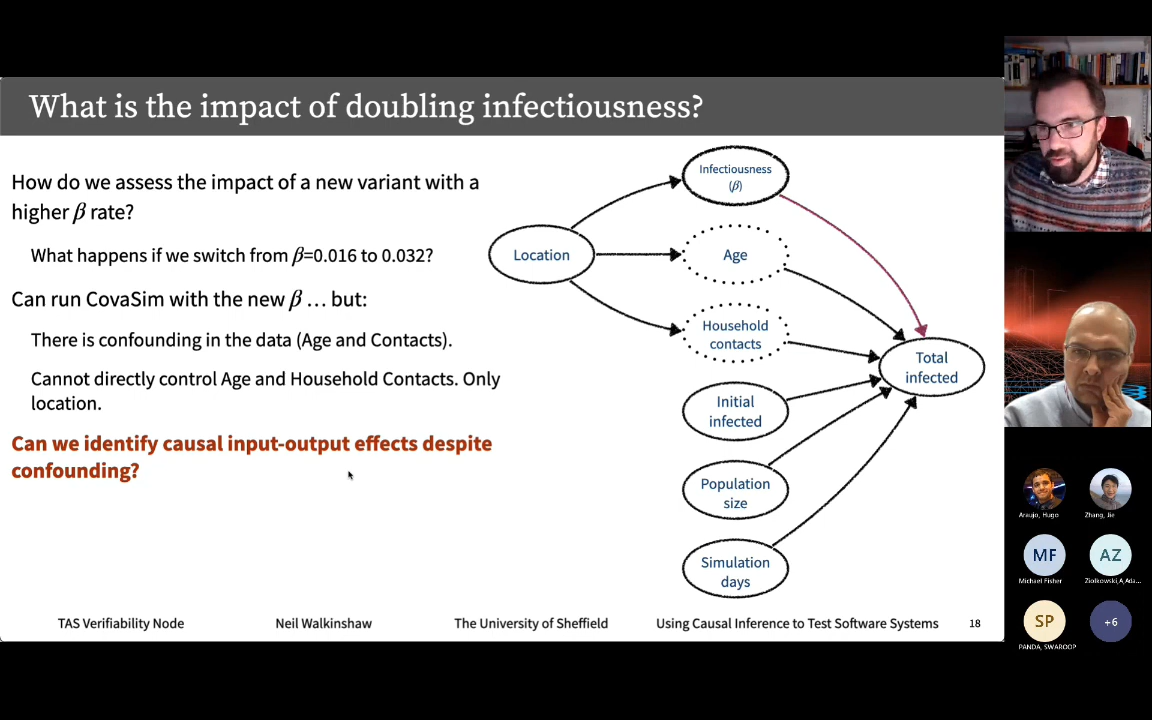 What is the impact of doubling infectiousness?
How do we assess the impact of a new variant with a
higher β rate?
What happens if we switch from β=0.016 to 0.032?
Can run CovaSim with the new β … but:
There is confounding in the data (Age and Contacts).
Cannot directly control Age and Household Contacts. Only
location.
Can we identify causal input-output effects despite
confounding?
Location
Infectiousness
(β)
Age
Household
contacts
Initial
infected
Population
size
Simulation
days
Total
infected
TAS Verifiability Node
Neil Walkinshaw
The University of Sheffield
Using Causal Inference to Test Software Systems
18
Araujo, Hugo
Zhang, Jie
MF
AZ
Michael Fisher
Ziolkowski,A,Ada...
SP
+6
PANDA, SWAROOP